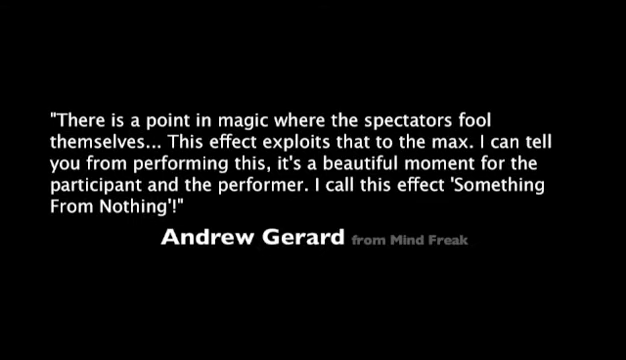 "There is a point in magic where the spectators fool
themselves... This effect exploits that to the max. I can tell
you from performing this, it's a beautiful moment for the
participant and the performer. I call this effect 'Something
From Nothing'!"
Andrew Gerard from Mind Freak